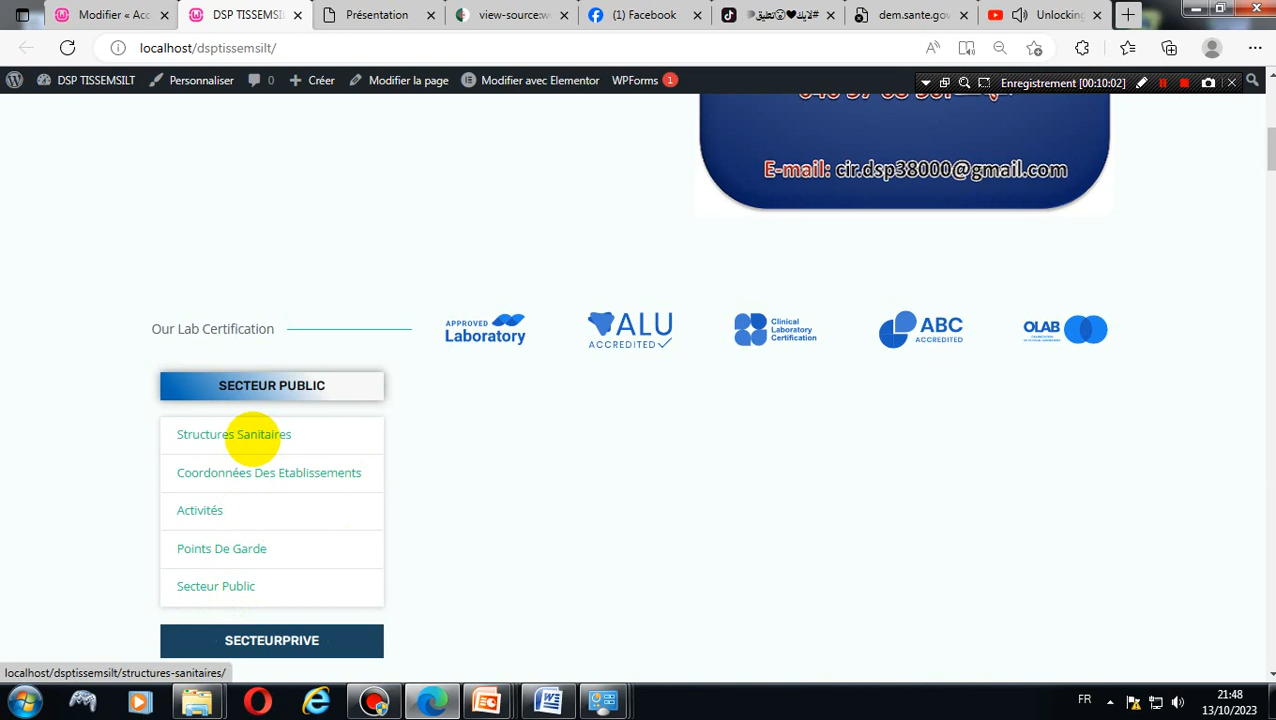 Modifier « Acc
DSP TISSEMSIL
Présentation
view-source:w
(1) Facebook
dem.sante.gov
Unlocking
localhost/dsptissemsilt/
DSP TISSEMSILT
Personnaliser
0
Créer
Modifier la page
Modifier avec Elementor
WPForms 1
Enregistrement [00:10:02]
E-mail: cir.dsp38000@gmail.com
Our Lab Certification
APPROVED
Laboratory
ALU
ACCREDITED
Clinical
Laboratory
Certification
ABC
ACCREDITED
OLAB
SECTEUR PUBLIC
Structures Sanitaires
Coordonnées Des Etablissements
Activités
Points De Garde
Secteur Public
SECTEURPRIVE
localhost/dsptissemsilt/structures-sanitaires/
FR
21:48
13/10/2023